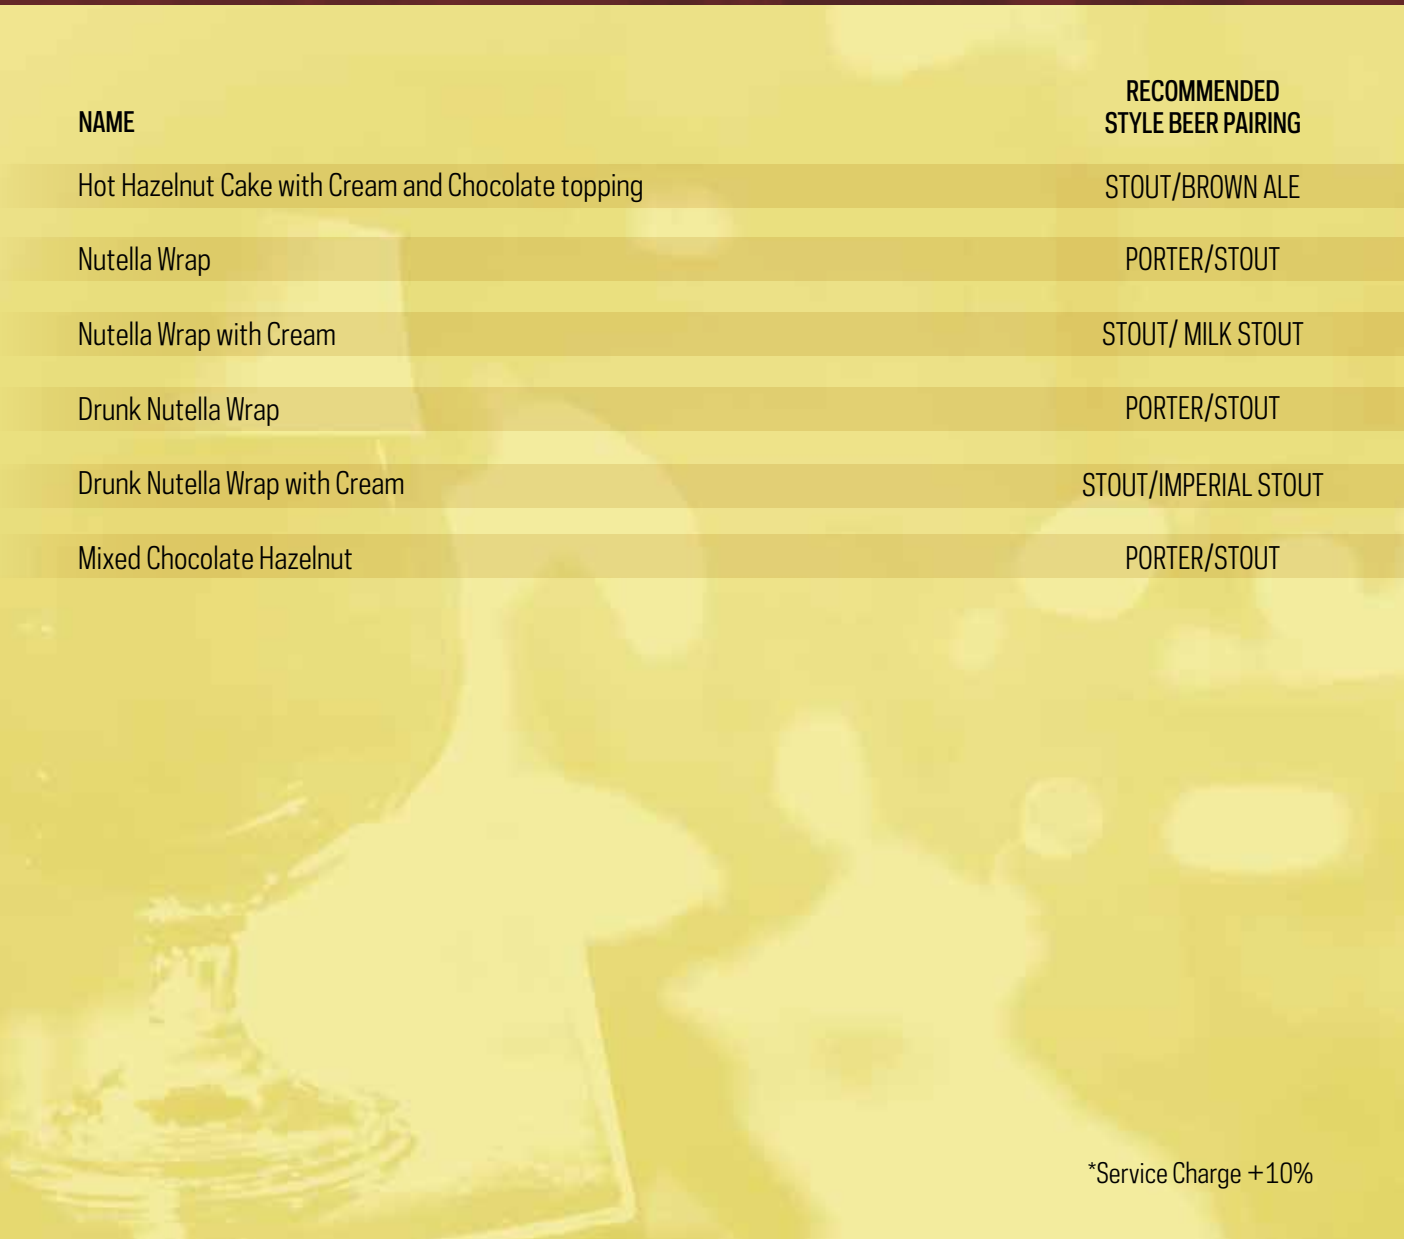 NAME
RECOMMENDED
STYLE BEER PAIRING
Hot Hazelnut Cake with Cream and Chocolate topping
STOUT/BROWN ALE
Nutella Wrap
PORTER/STOUT
Nutella Wrap with Cream
STOUT/ MILK STOUT
Drunk Nutella Wrap
PORTER/STOUT
Drunk Nutella Wrap with Cream
STOUT/IMPERIAL STOUT
Mixed Chocolate Hazelnut
PORTER/STOUT
*Service Charge +10%